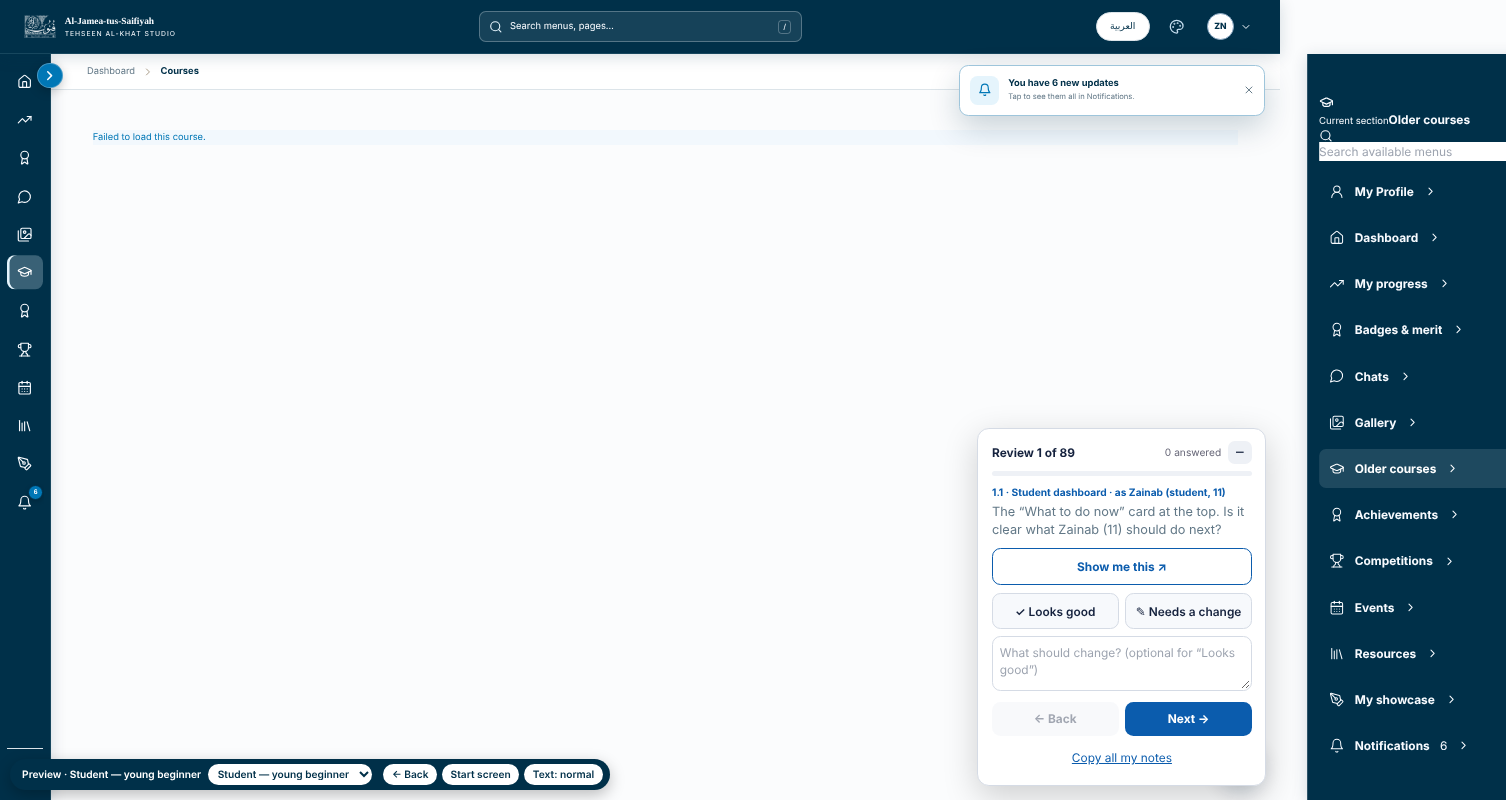 Al-Jamea-tus-Saifiyah
TEHSEEN AL-KHAT STUDIO
Search menus, pages...
/
العربية
ZN
Dashboard
Courses
You have 6 new updates
Tap to see them all in Notifications.
Failed to load this course.
6
Review 1 of 89
0 answered
1.1 · Student dashboard · as Zainab (student, 11)
The “What to do now” card at the top. Is it
clear what Zainab (11) should do next?
Show me this ↗
✓ Looks good
✎ Needs a change
What should change? (optional for “Looks
good”)
← Back
Next →
Copy all my notes
Preview · Student — young beginner
Student — young beginner
← Back
Start screen
Text: normal
Current sectionOlder courses
Search available menus
My Profile
Dashboard
My progress
Badges & merit
Chats
Gallery
Older courses
Achievements
Competitions
Events
Resources
My showcase
Notifications 6